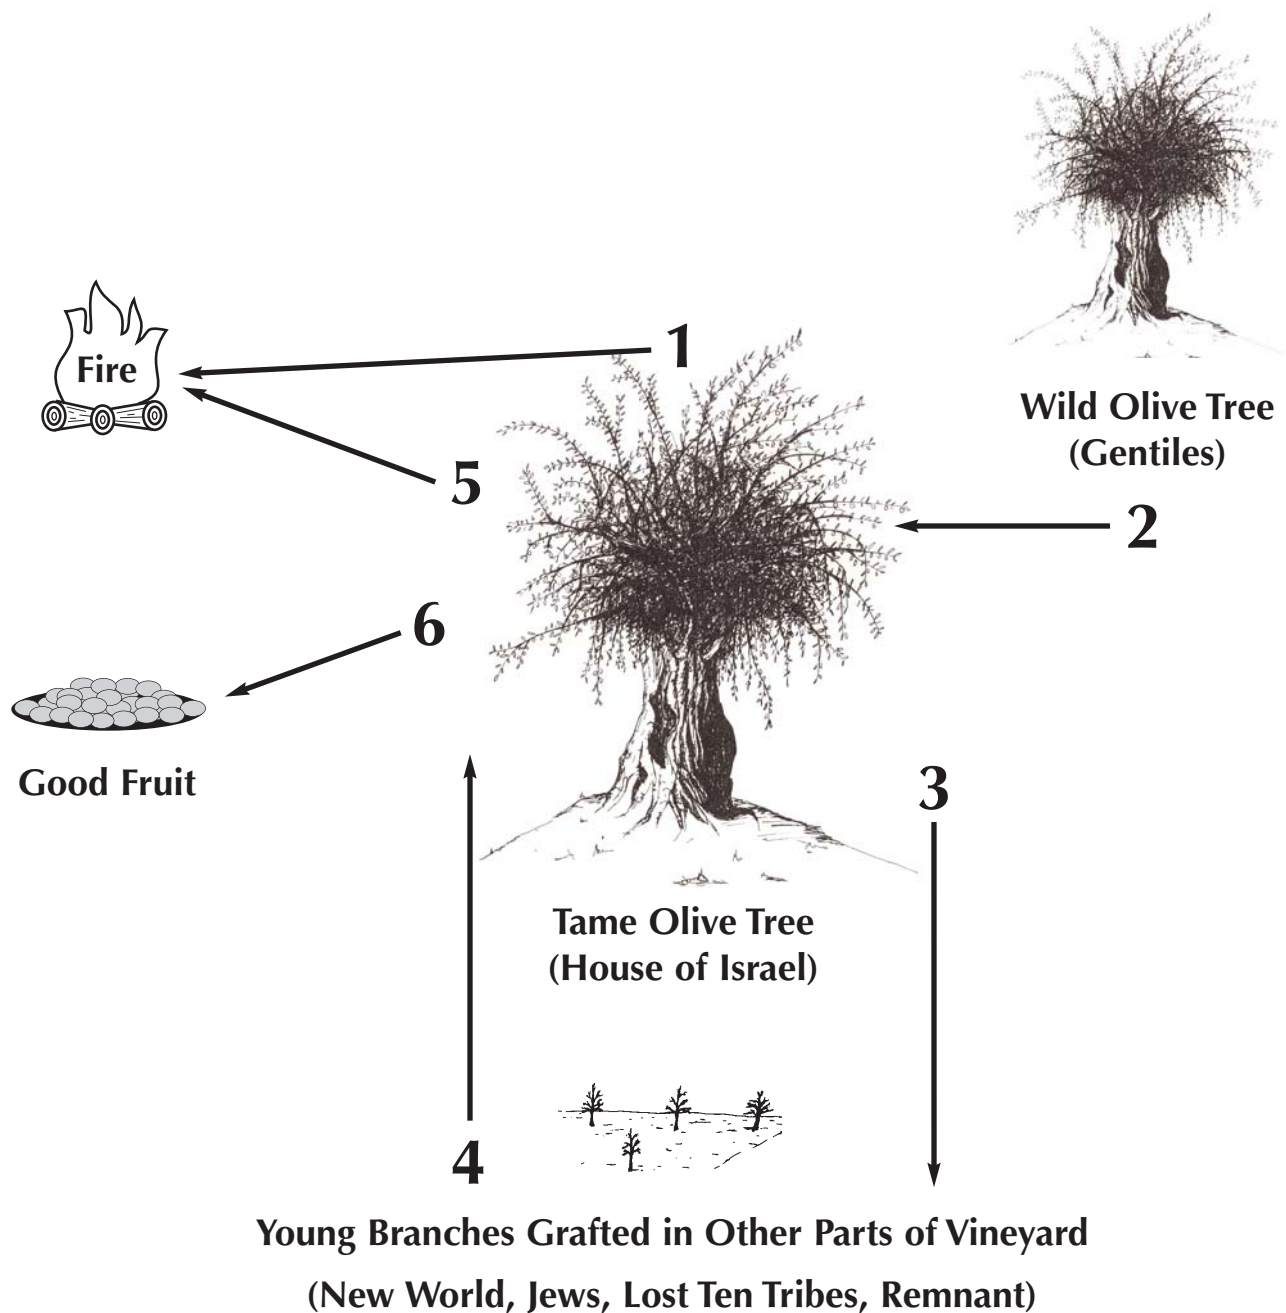 1
Fire
Wild Olive Tree
(Gentiles)
5
2
6
Good Fruit
3
Tame Olive Tree
(House of Israel)
4
Young Branches Grafted in Other Parts of Vineyard
(New World, Jews, Lost Ten Tribes, Remnant)